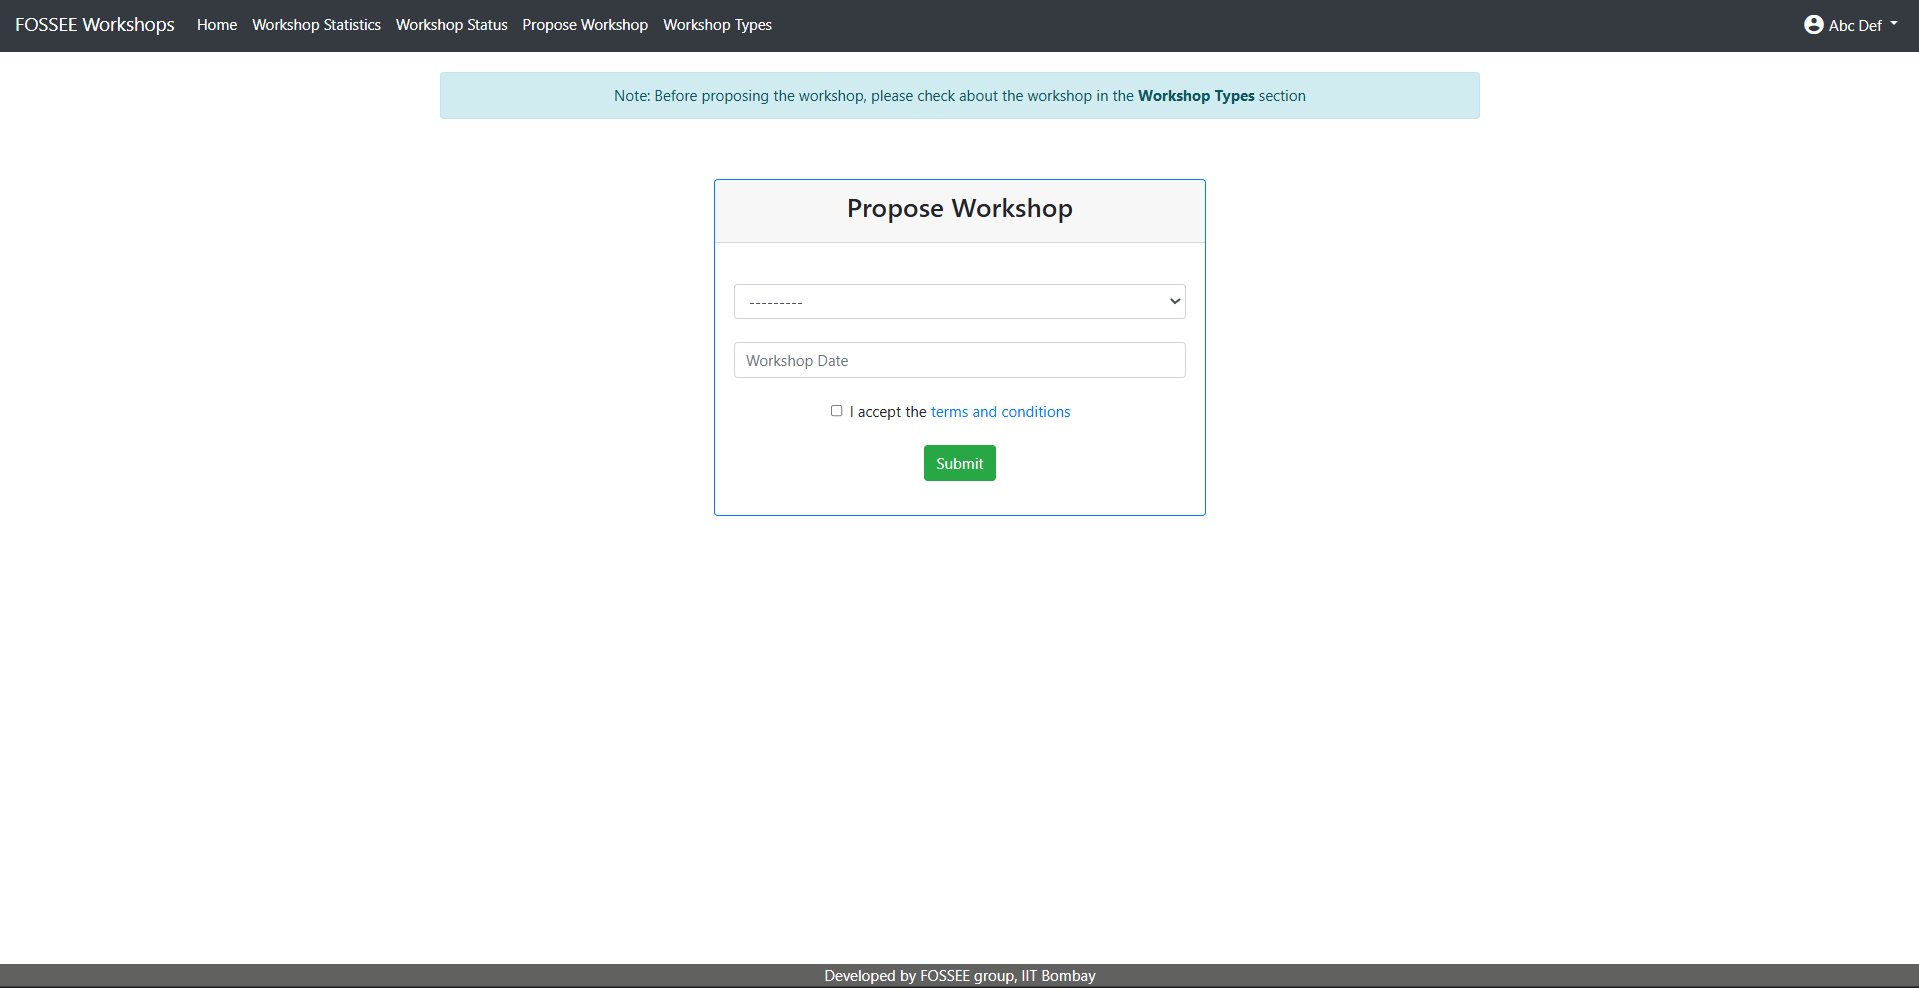 FOSSEE Workshops Home Workshop Statistics Workshop Status Propose Workshop Workshop Types Abc Def
Note: Before proposing the workshop, please check about the workshop in the Workshop Types section
Propose Workshop
---------
Workshop Date
I accept the terms and conditions
Submit
Developed by FOSSEE group, IIT Bombay